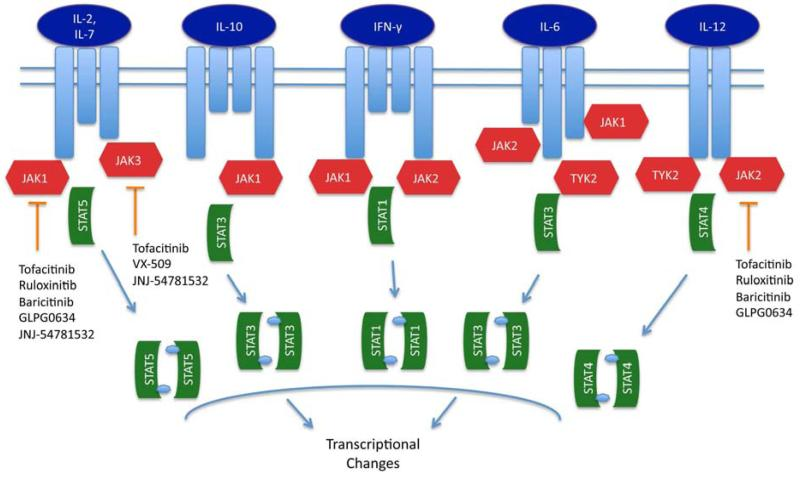 IL-2,
IL-7
IL-10
IFN-γ
IL-6
IL-12
JAK1
JAK3
JAK1
JAK1
JAK2
JAK2
JAK1
TYK2
TYK2
JAK2
STAT5
STAT3
STAT1
STAT3
STAT4
Tofacitinib
Ruloxinitib
Baricitinib
GLPG0634
JNJ-54781532
Tofacitinib
VX-509
JNJ-54781532
Tofacitinib
Ruloxitinib
Baricitinib
GLPG0634
STAT5
STAT5
STAT3
STAT3
STAT1
STAT1
STAT3
STAT3
STAT4
STAT4
Transcriptional
Changes